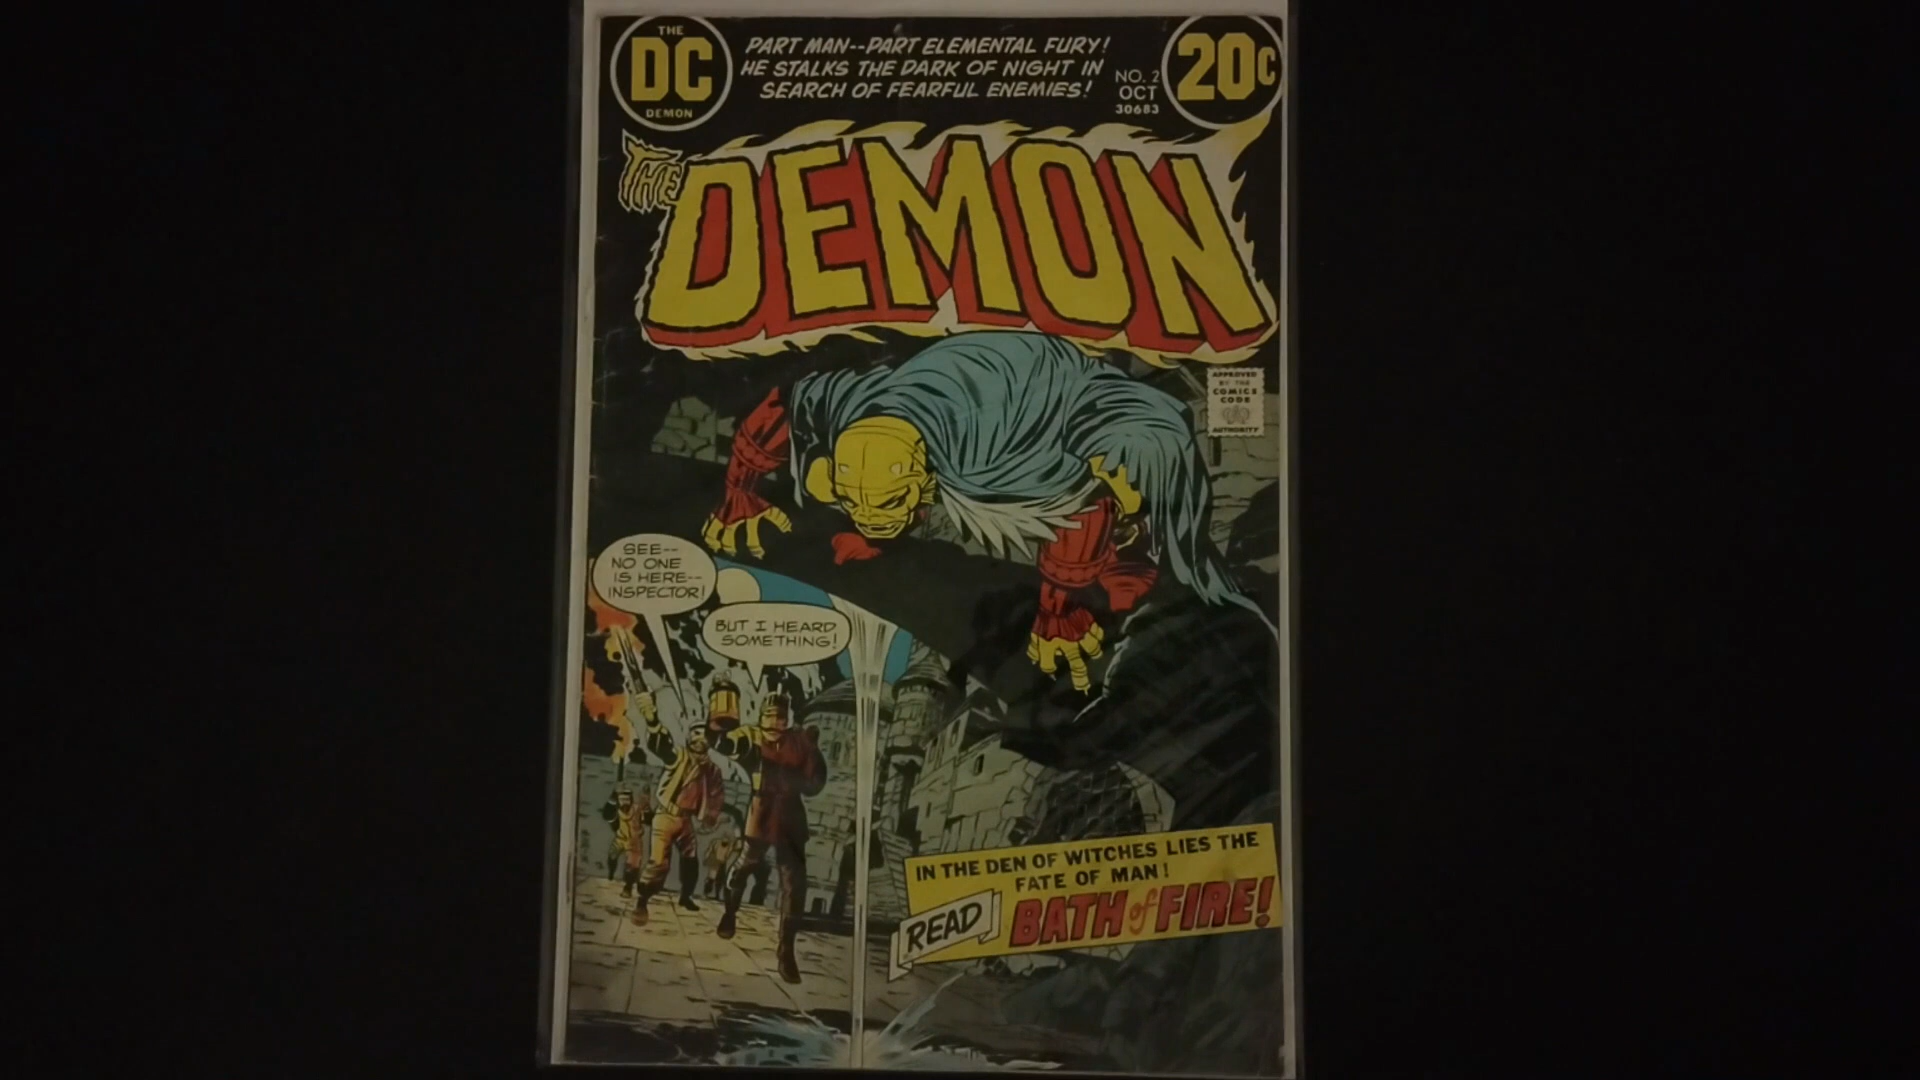 THE
DC
DEMON
PART MAN--PART ELEMENTAL FURY!
HE STALKS THE DARK OF NIGHT IN
SEARCH OF FEARFUL ENEMIES!
NO. 2
OCT
30683
20¢
THE
DEMON
APPROVED
BY THE
COMICS
CODE
AUTHORITY
SEE--
NO ONE
IS HERE--
INSPECTOR!
BUT I HEARD
SOMETHING!
IN THE DEN OF WITCHES LIES THE
FATE OF MAN!
READ
BATH of FIRE!